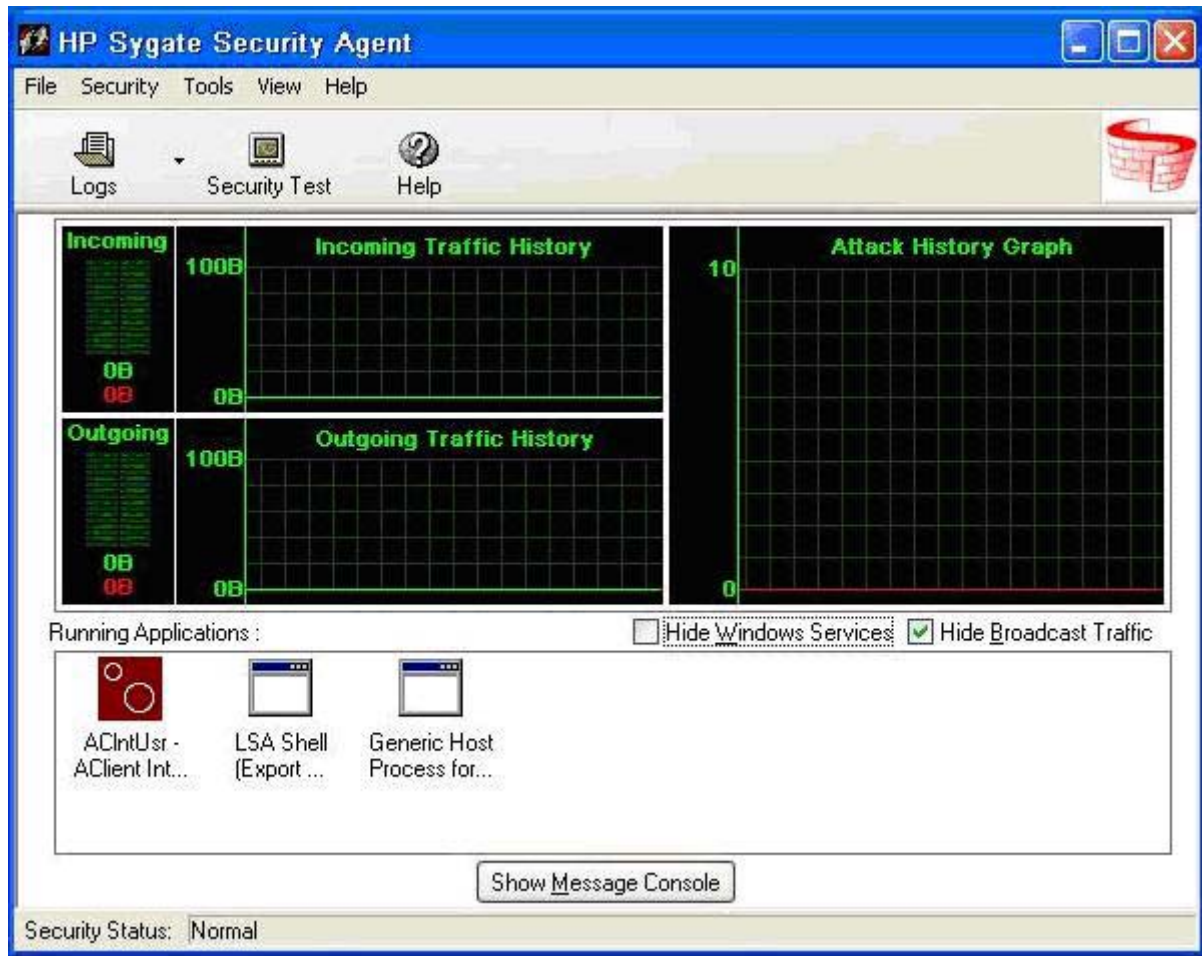 HP Sygate Security Agent
File Security Tools View Help
Logs Security Test Help
Incoming
0B
0B
Incoming Traffic History
100B
0B
Outgoing
0B
0B
Outgoing Traffic History
100B
0B
Attack History Graph
10
0
Running Applications :
Hide Windows Services
Hide Broadcast Traffic
AClntUsr -
AClient Int...
LSA Shell
(Export ...
Generic Host
Process for...
Show Message Console
Security Status: Normal